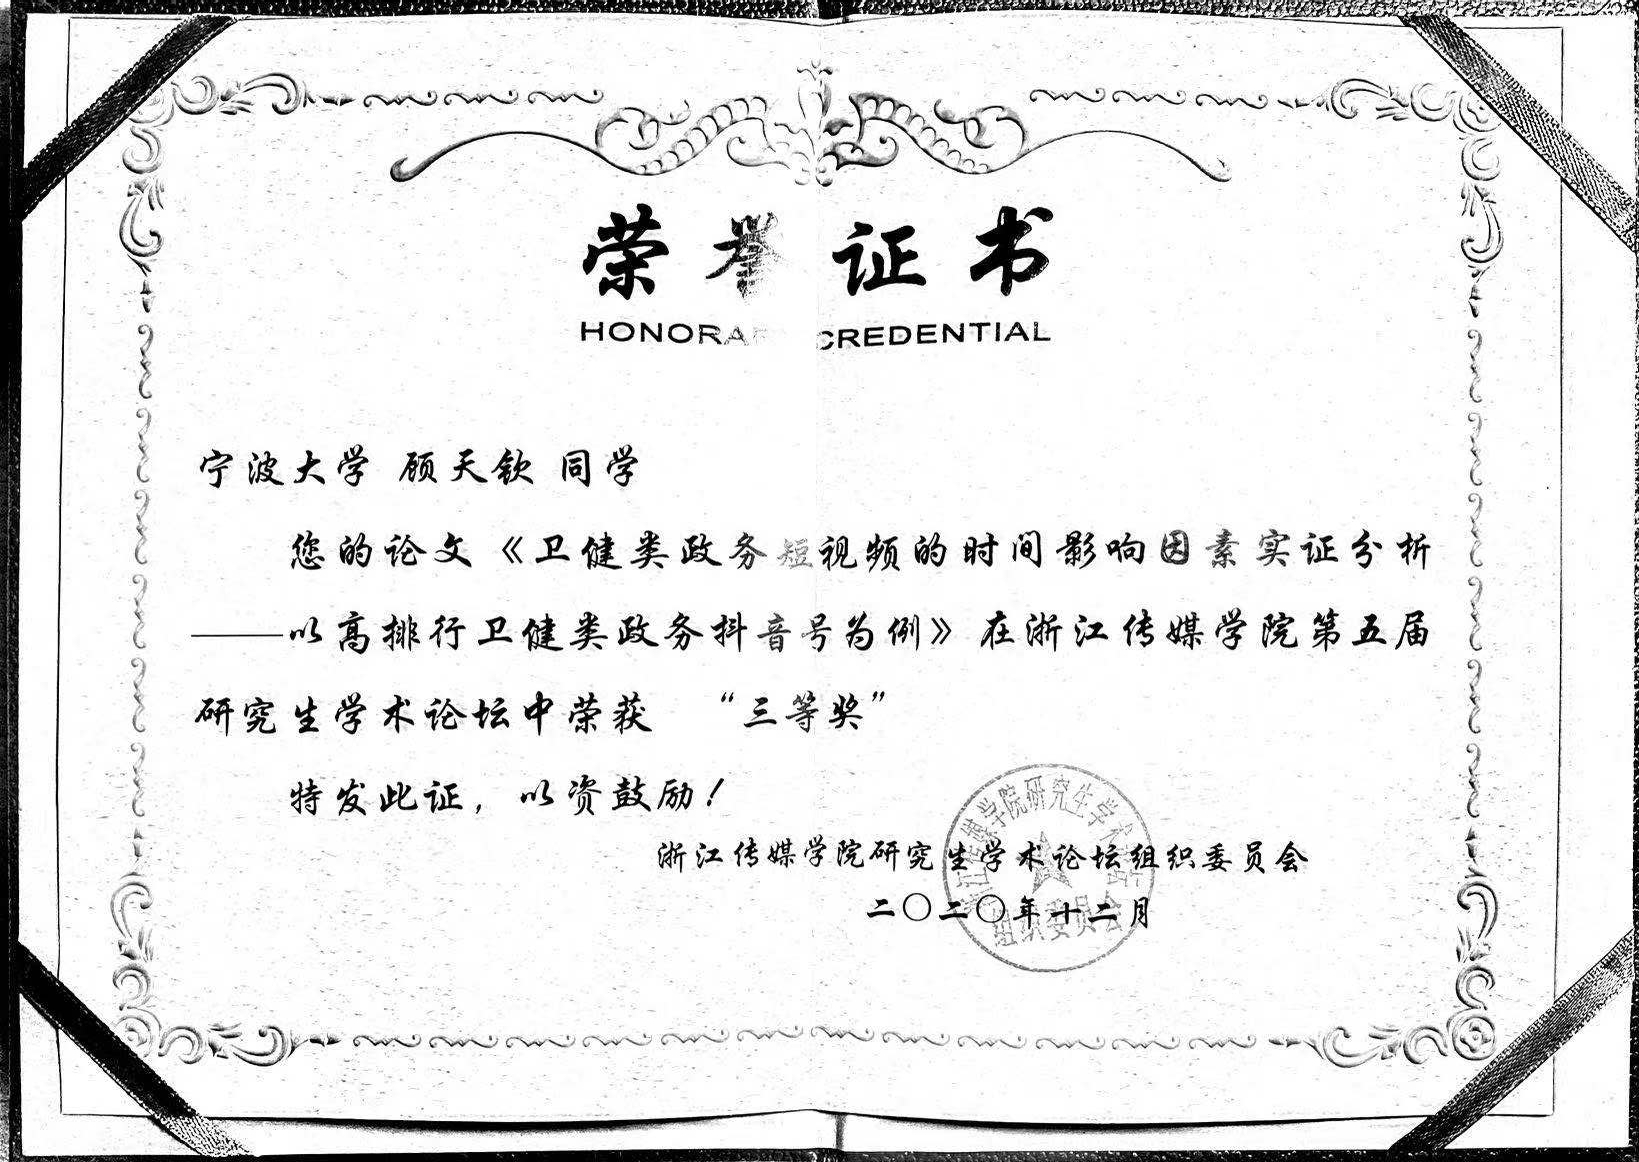 荣誉证书
HONORA CREDENTIAL
宁波大学 顾天钦 同学
您的论文《卫健类政务短视频的时间影响因素实证分析
——以高排行卫健类政务抖音号为例》在浙江传媒学院第五届
研究生学术论坛中荣获 “三等奖”
特发此证，以资鼓励！
浙江传媒学院研究生学术论坛组织委员会
二〇二〇年十二月
学院研究生学术
组织委员会